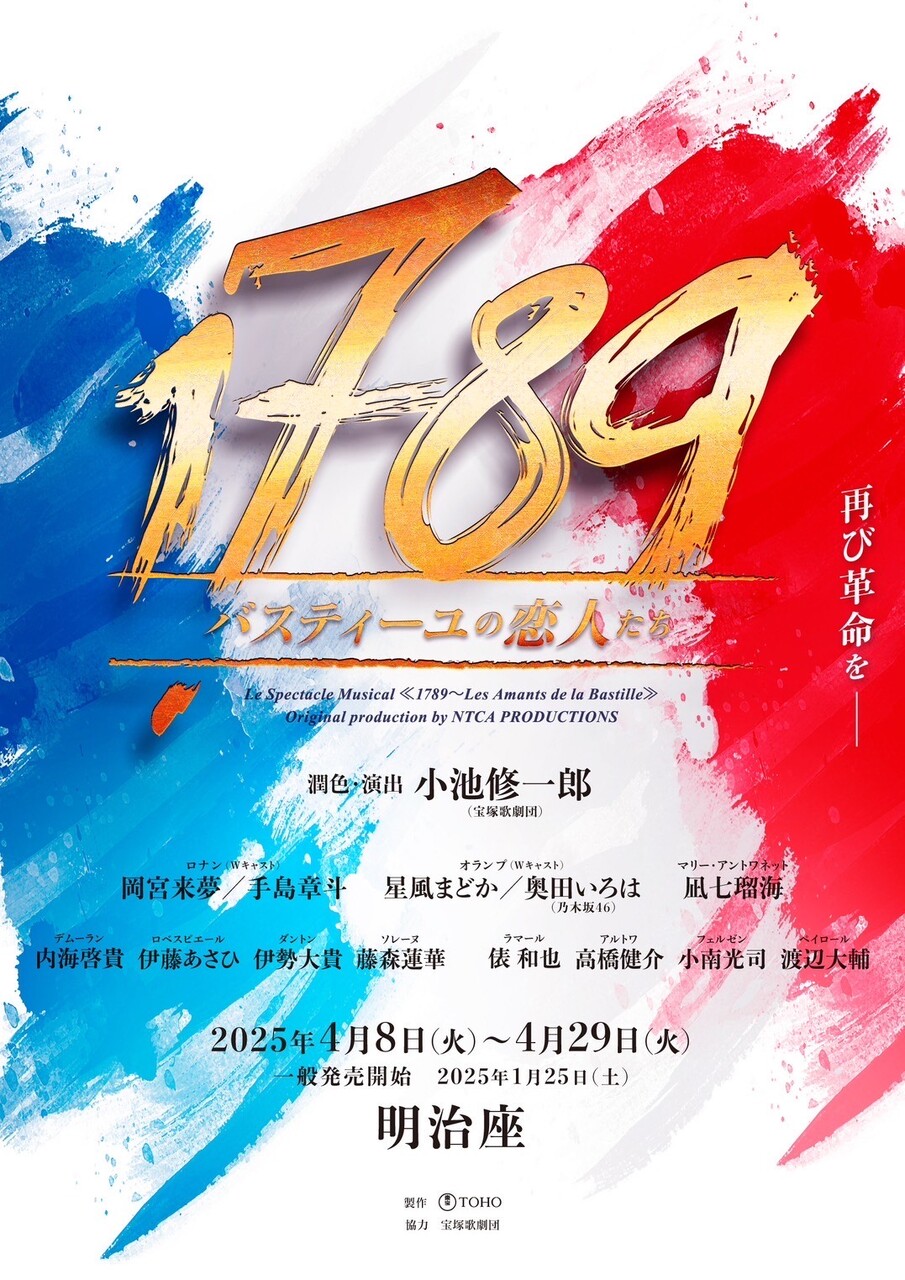 1789
バスティーユの恋人たち
Le Spectacle Musical ≪1789~Les Amants de la Bastille≫
Original production by NTCA PRODUCTIONS
再び革命を──
潤色・演出 小池修一郎
(宝塚歌劇団)
ロナン(Wキャスト) オランプ(Wキャスト) マリー・アントワネット
岡宮来夢/手島章斗 星風まどか/奥田いろは 凪七瑠海
(乃木坂46)
デムーラン ロベスピエール ダントン ソレーヌ ラマール アルトワ フェルゼン ペイロール
内海啓貴 伊藤あさひ 伊勢大貴 藤森蓮華 俵 和也 高橋健介 小南光司 渡辺大輔
2025年4月8日(火)~4月29日(火)
一般発売開始 2025年1月25日(土)
明治座
製作 TOHO
協力 宝塚歌劇団